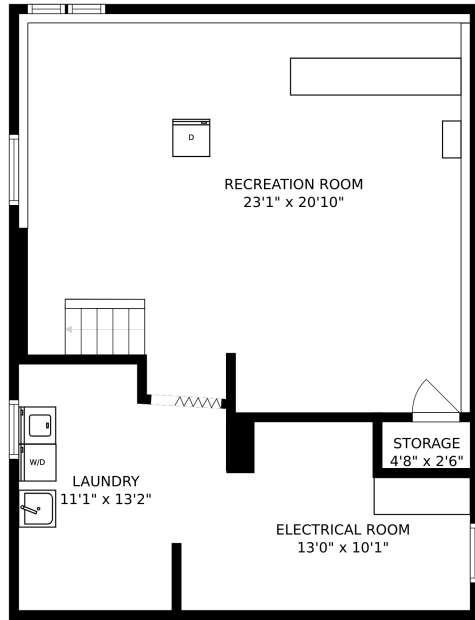 D
RECREATION ROOM
23'1" x 20'10"
STORAGE
4'8" x 2'6"
W/D
LAUNDRY
11'1" x 13'2"
ELECTRICAL ROOM
13'0" x 10'1"